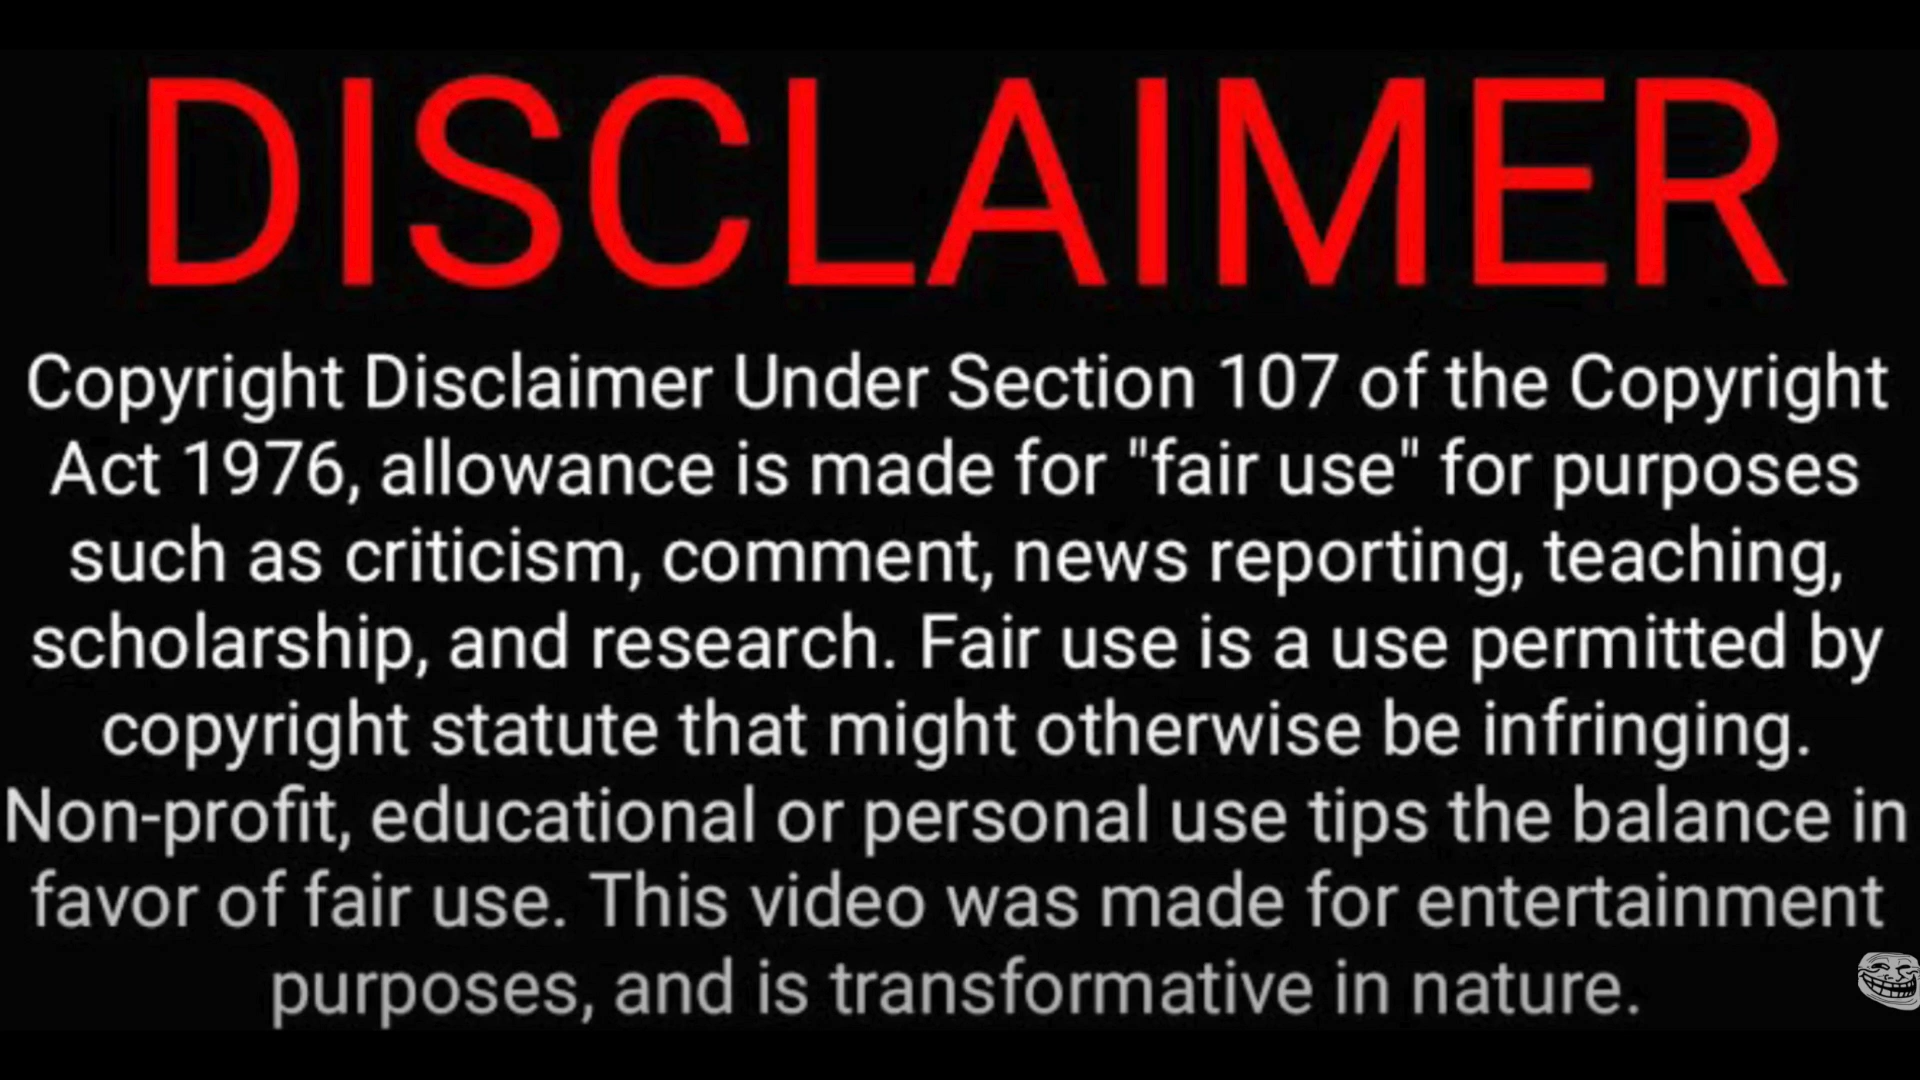 DISCLAIMER
Copyright Disclaimer Under Section 107 of the Copyright
Act 1976, allowance is made for "fair use" for purposes
such as criticism, comment, news reporting, teaching,
scholarship, and research. Fair use is a use permitted by
copyright statute that might otherwise be infringing.
Non-profit, educational or personal use tips the balance in
favor of fair use. This video was made for entertainment
purposes, and is transformative in nature.